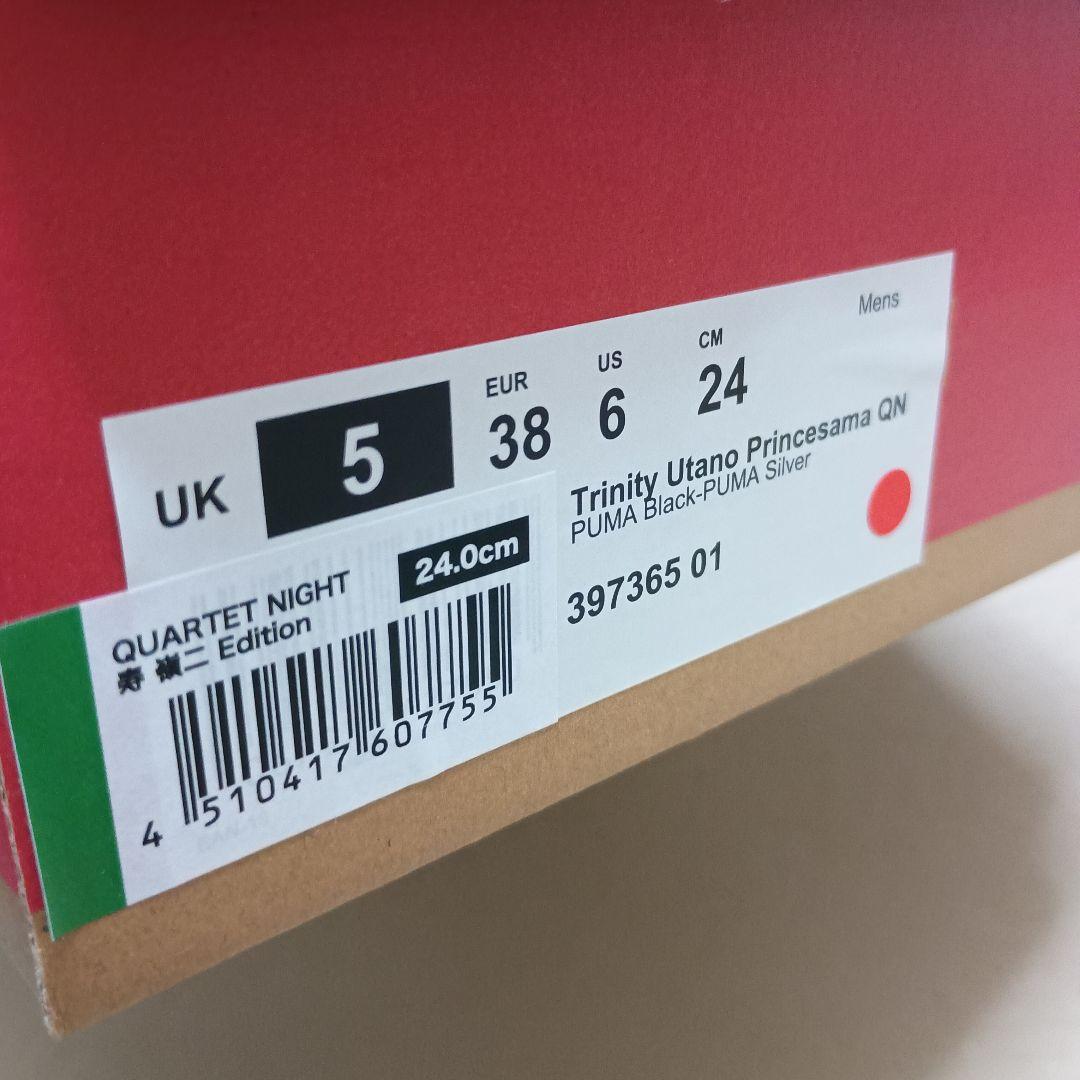 Mens
UK 5
EUR 38
US 6
CM 24
Trinity Utano Princesama QN
PUMA Black-PUMA Silver
397365 01
QUARTET NIGHT
寿 嶺二 Edition
24.0cm
4 510417 607755